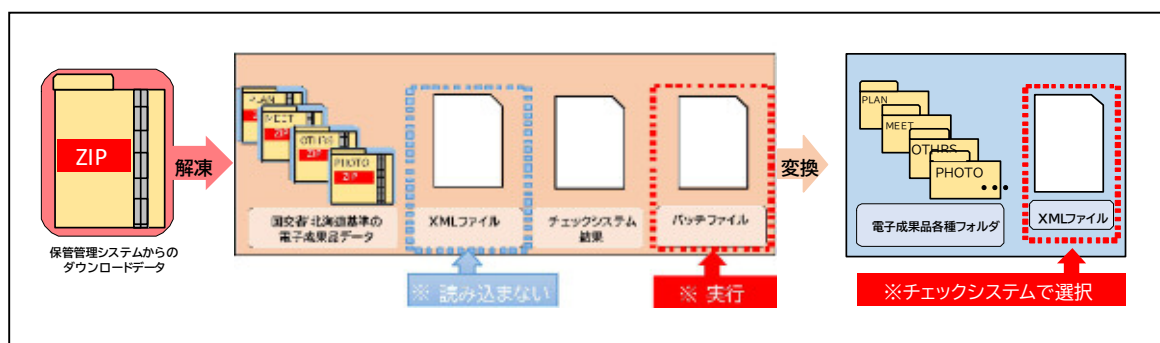 ZIP
保管管理システムからの
ダウンロードデータ
解凍
PLAN
ZIP
MEET
ZIP
OTHRS
ZIP
PHOTO
ZIP
国交省 北海道基準の
電子成果品データ
XMLファイル
チェックシステム
結果
バッチファイル
※ 読み込まない
※ 実行
変換
PLAN
MEET
OTHRS
PHOTO
•••
電子成果品各種フォルダ
XMLファイル
※チェックシステムで選択